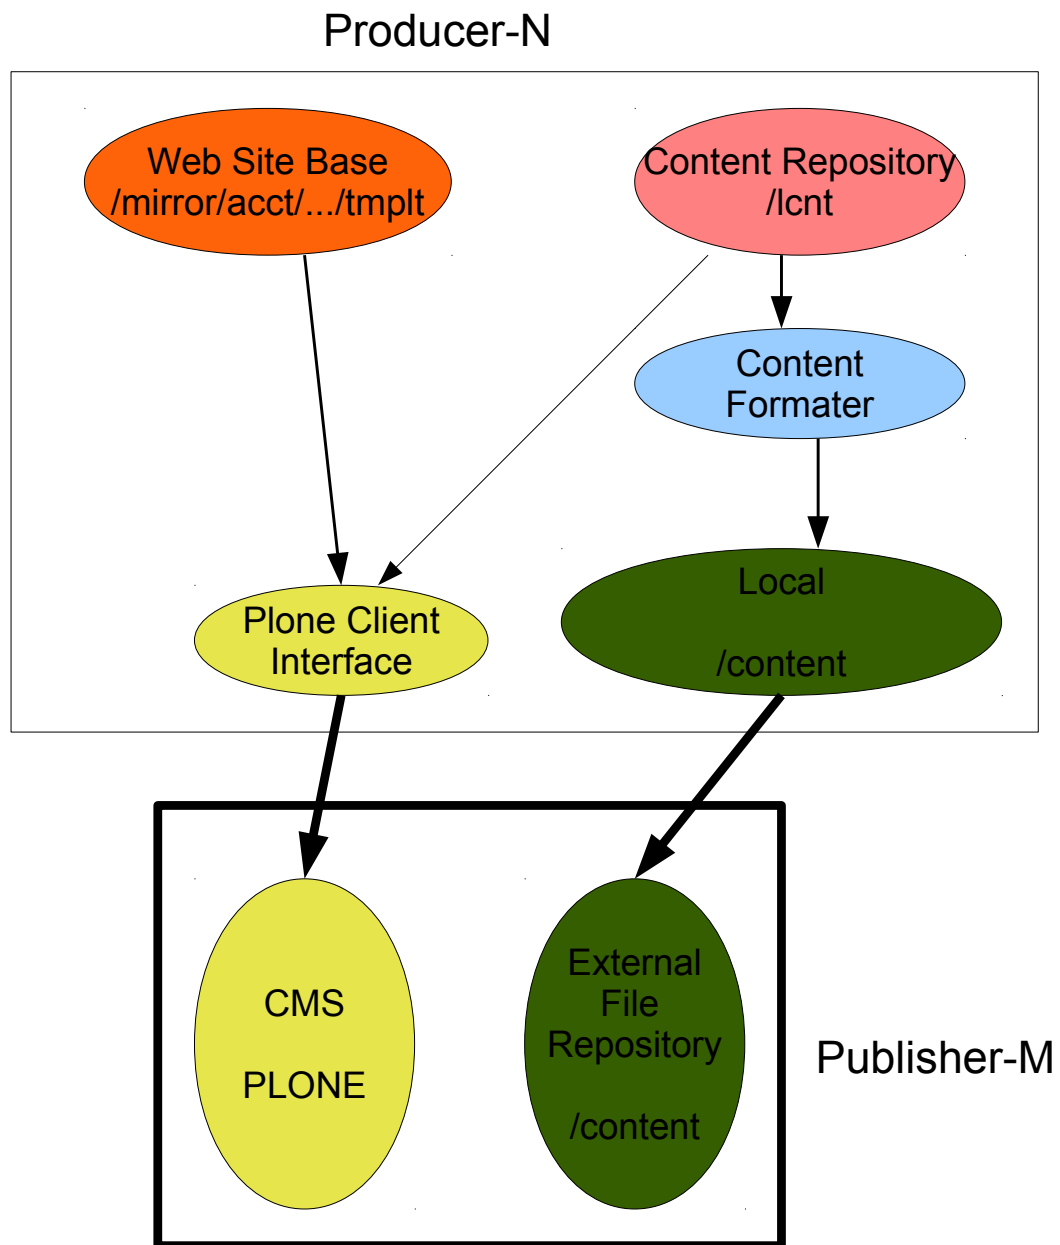 Producer-N
Web Site Base
/mirror/acct/.../tmplt
Content Repository
/lcnt
Content
Formater
Plone Client
Interface
Local
/content
CMS
PLONE
External
File
Repository
/content
Publisher-M